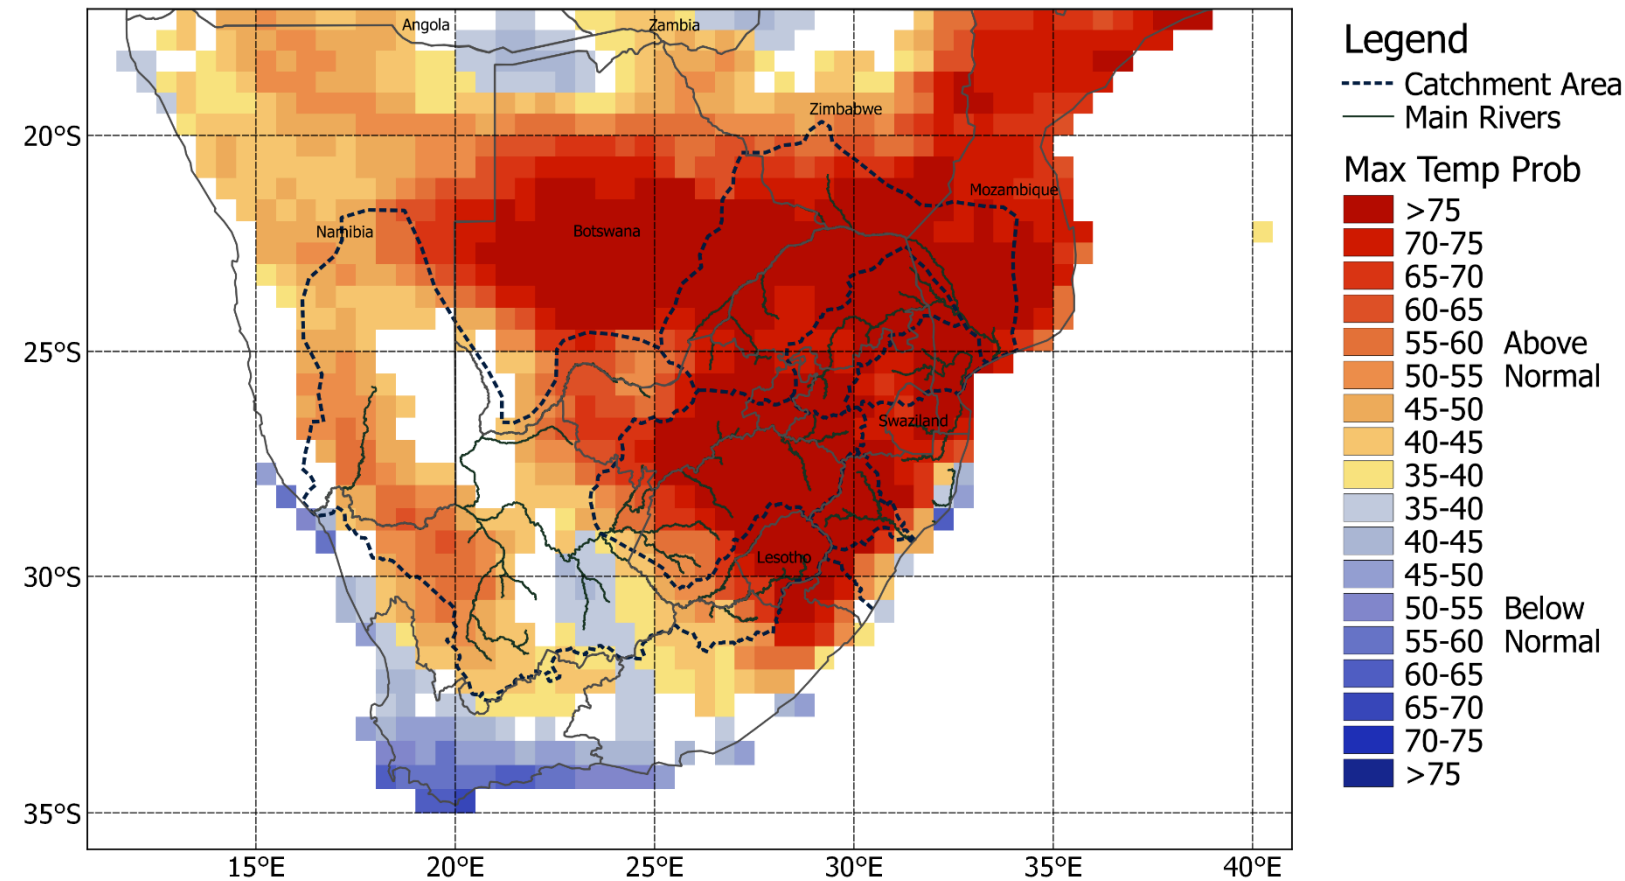 Angola
Zambia
Zimbabwe
Mozambique
Namibia
Botswana
Swaziland
Lesotho
20°S
25°S
30°S
35°S
15°E
20°E
25°E
30°E
35°E
40°E
Legend
Catchment Area
Main Rivers
Max Temp Prob
>75
70-75
65-70
60-65
55-60 Above
50-55 Normal
45-50
40-45
35-40
35-40
40-45
45-50
50-55 Below
55-60 Normal
60-65
65-70
70-75
>75